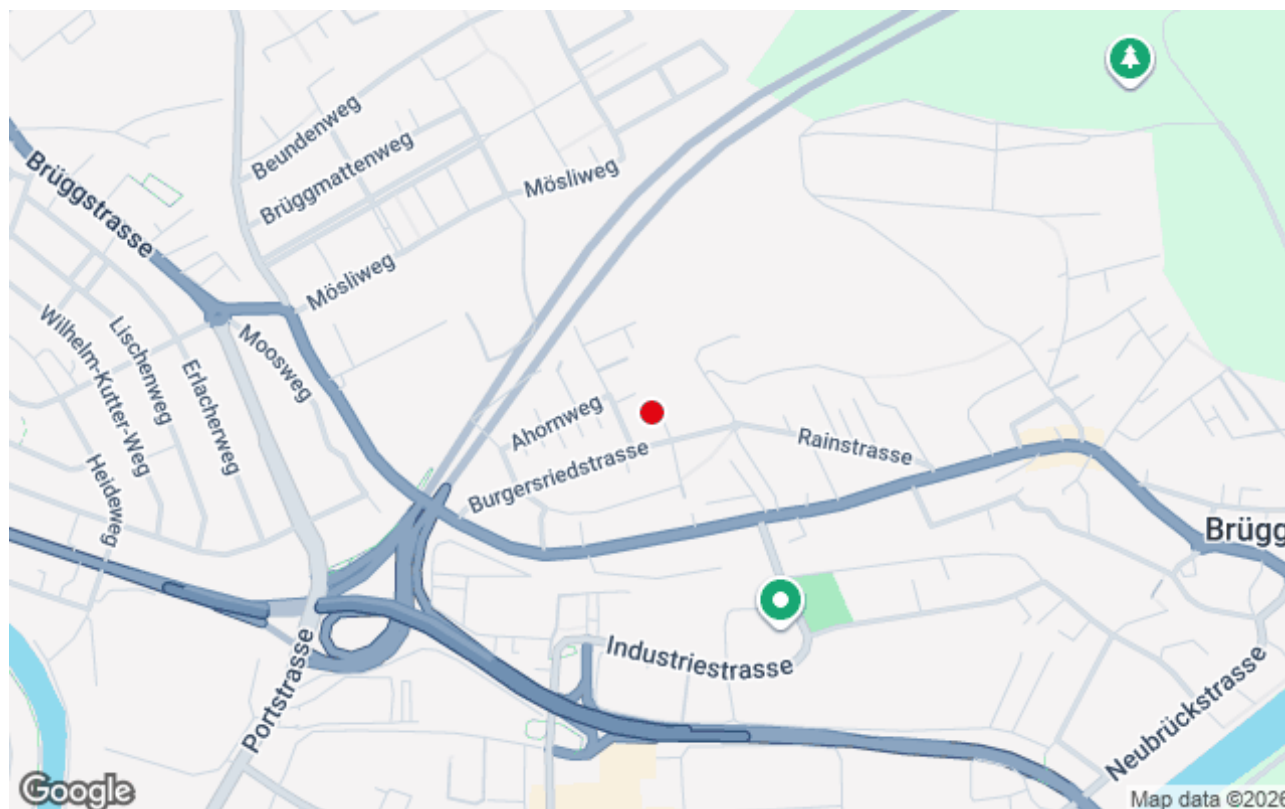 Beundenweg
Brüggmattenweg
Mösliweg
Brüggstrasse
Mösliweg
Moosweg
Lischenweg
Wilhelm-Kutter-Weg
Erlacherweg
Heideweg
Ahornweg
Burgersriedstrasse
Rainstrasse
Brügg
Industriestrasse
Portstrasse
Neubrückstrasse
Google
Map data ©2026